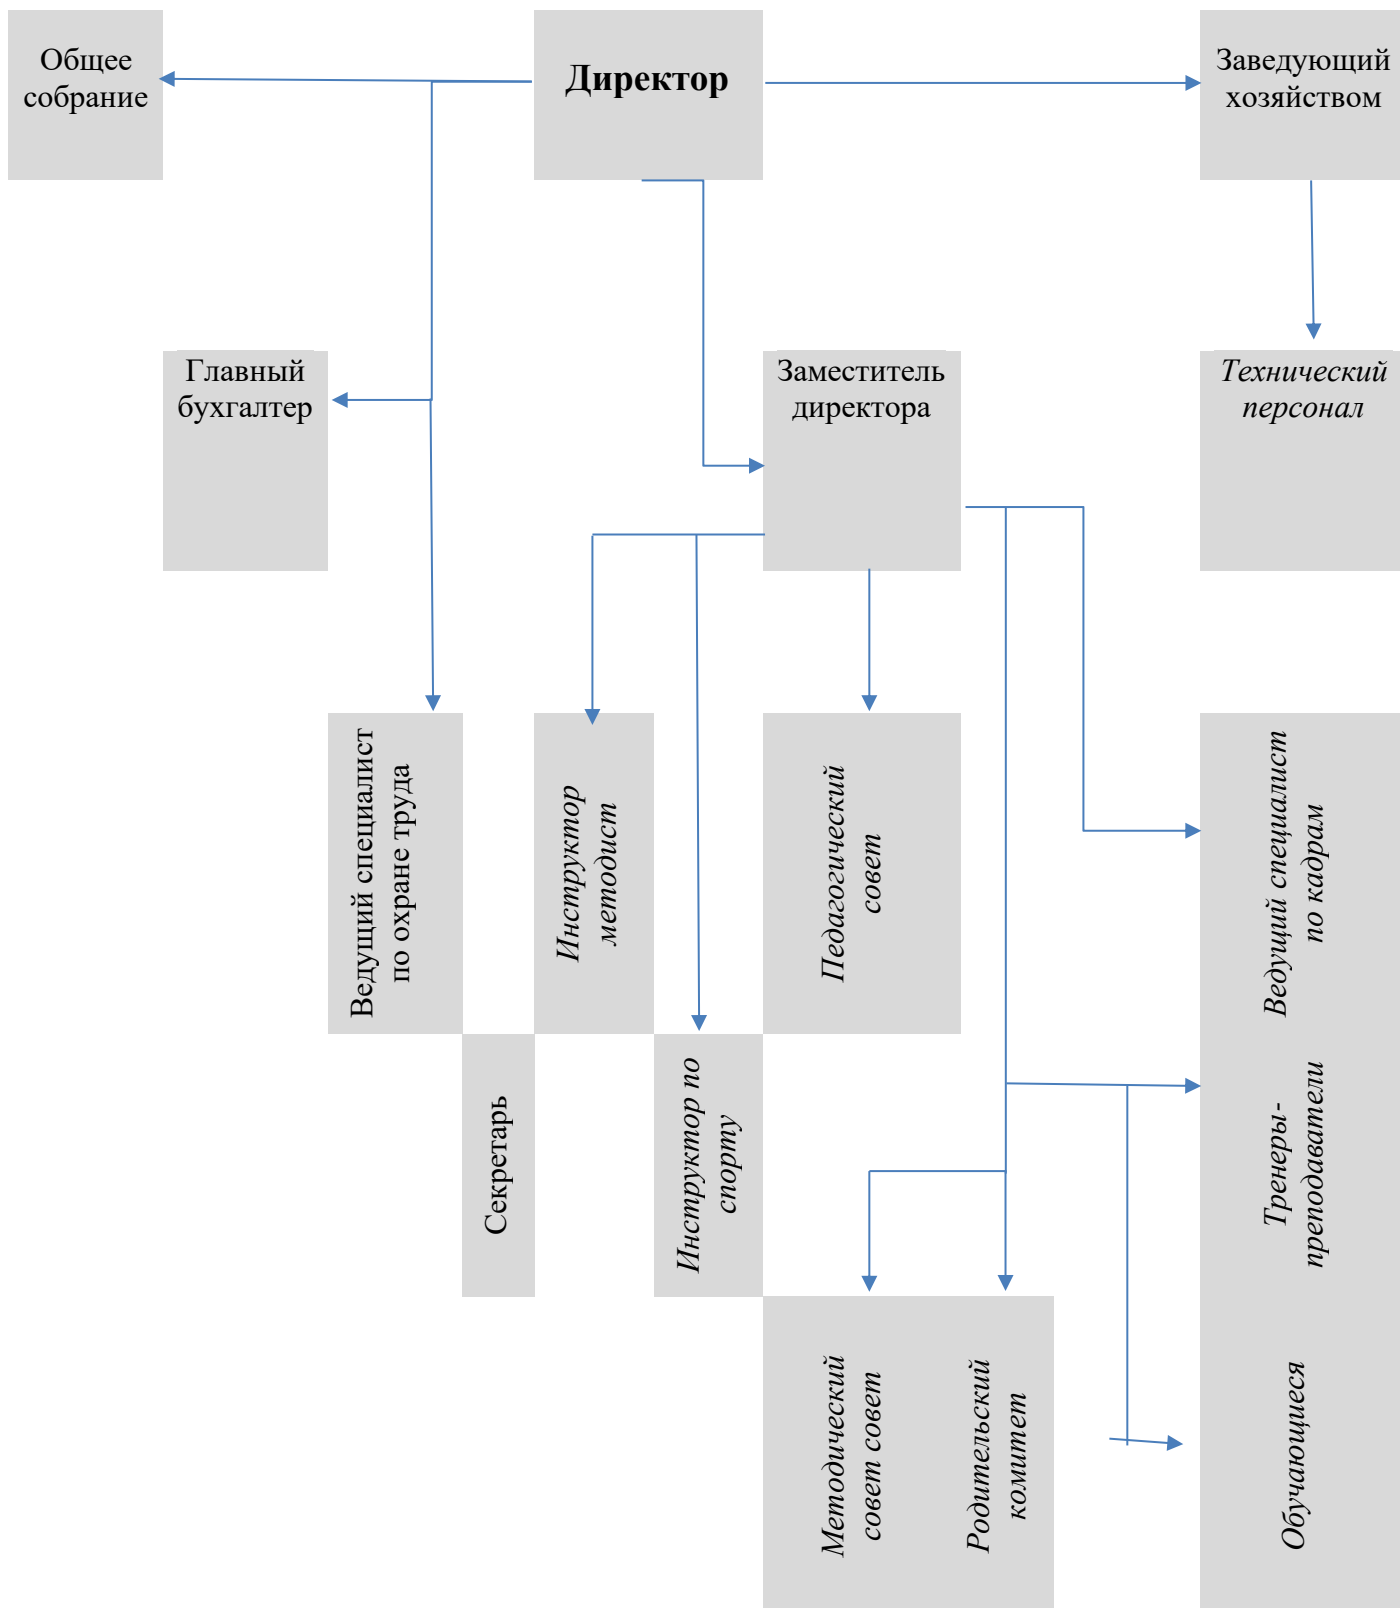 Общее
собрание
Директор
Заведующий
хозяйством
Главный
бухгалтер
Заместитель
директора
Технический
персонал
Ведущий специалист
по охране труда
Инструктор
методист
Педагогический
совет
Ведущий специалист
по кадрам
Секретарь
Инструктор по
спорту
Тренеры-
преподаватели
Методический
совет совет
Родительский
комитет
Обучающиеся